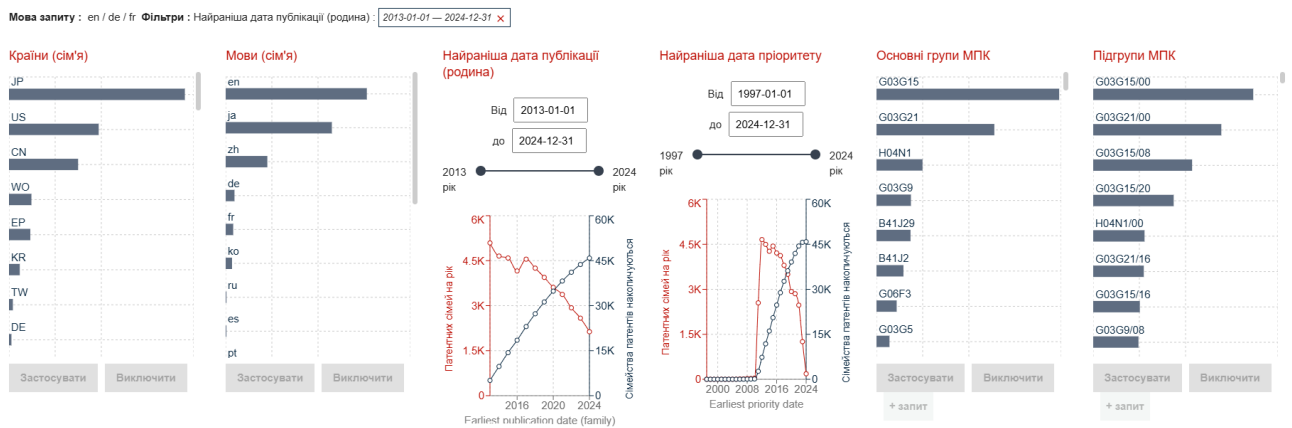 Мова запиту : en / de / fr Фільтри : Найраніша дата публікації (родина) : 2013-01-01 — 2024-12-31 ×
Країни (сім'я)
JP
US
CN
WO
EP
KR
TW
DE
Застосувати Виключити
Мови (сім'я)
en
ja
zh
de
fr
ko
ru
es
pt
Застосувати Виключити
Найраніша дата публікації
(родина)
Від 2013-01-01
до 2024-12-31
2013 2024
рік рік
6K 60K
4.5K 45K
3K 30K
1.5K 15K
0 0
Патентних сімей на рік
Сімейства патентів накопичуються
2016 2020 2024
Earliest publication date (family)
Найраніша дата пріоритету
Від 1997-01-01
до 2024-12-31
1997 2024
рік рік
6K 60K
4.5K 45K
3K 30K
1.5K 15K
0 0
Патентних сімей на рік
Сімейства патентів накопичуються
2000 2008 2016 2024
Earliest priority date
Основні групи МПК
G03G15
G03G21
H04N1
G03G9
B41J29
B41J2
G06F3
G03G5
Застосувати Виключити
+ запит
Підгрупи МПК
G03G15/00
G03G21/00
G03G15/08
G03G15/20
H04N1/00
G03G21/16
G03G15/16
G03G9/08
Застосувати Виключити
+ запит